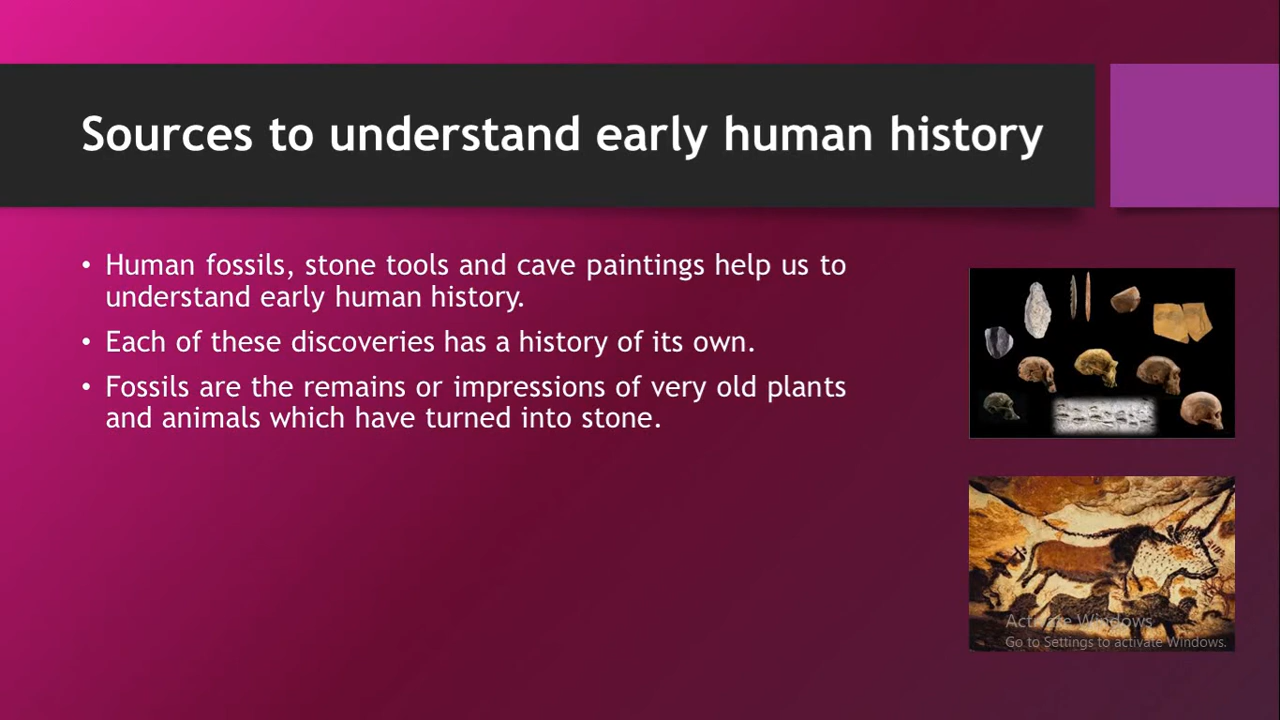 Sources to understand early human history
• Human fossils, stone tools and cave paintings help us to
understand early human history.
• Each of these discoveries has a history of its own.
• Fossils are the remains or impressions of very old plants
and animals which have turned into stone.
Activate Windows
Go to Settings to activate Windows.